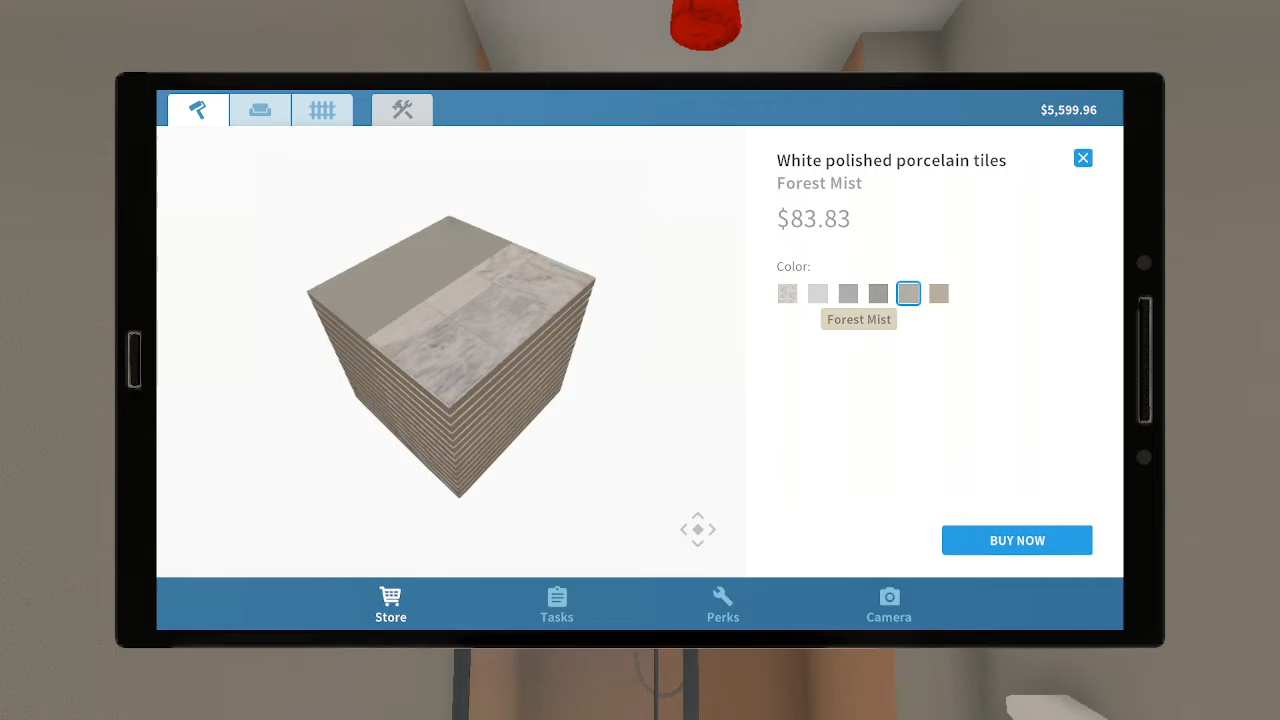 $5,599.96
White polished porcelain tiles
Forest Mist
$83.83
Color:
Forest Mist
BUY NOW
Store
Tasks
Perks
Camera